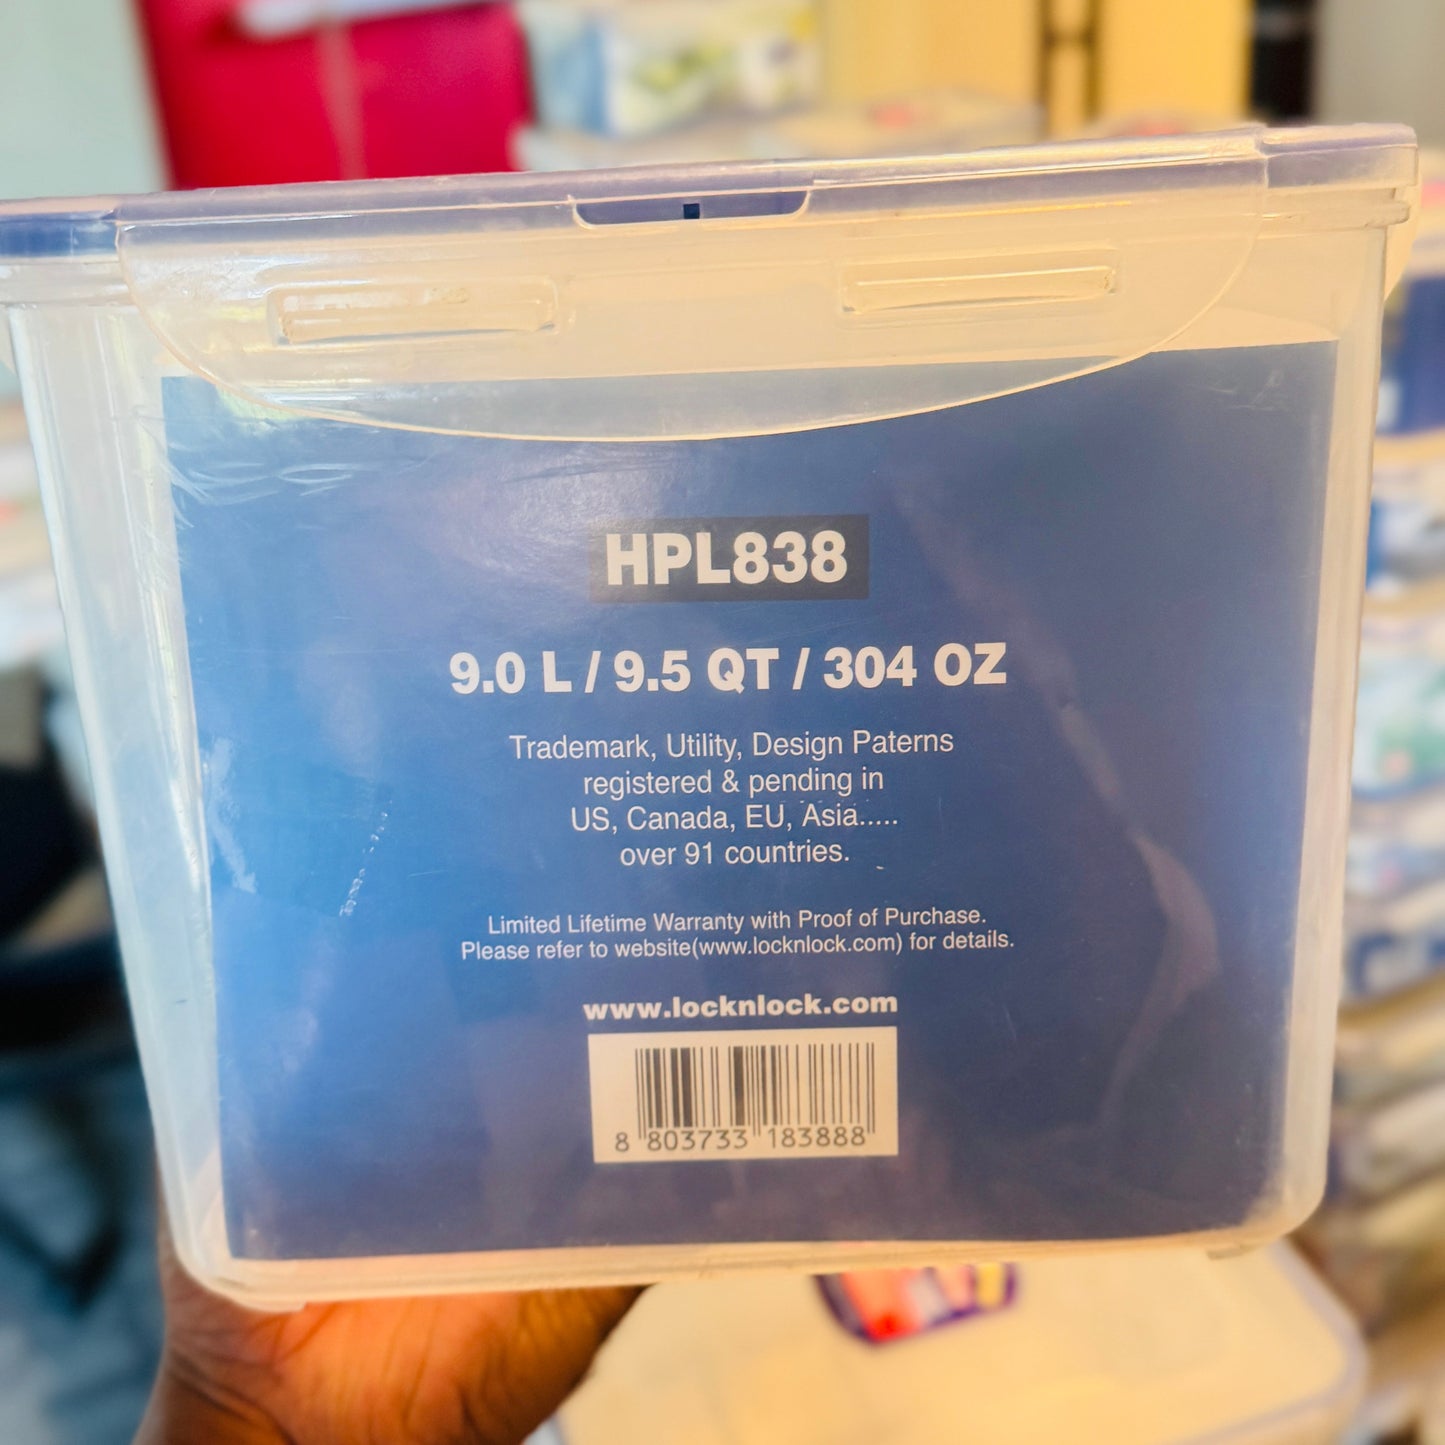 HPL838
9.0 L / 9.5 QT / 304 OZ
Trademark, Utility, Design Paterns
registered & pending in
US, Canada, EU, Asia.....
over 91 countries.
Limited Lifetime Warranty with Proof of Purchase.
Please refer to website(www.locknlock.com) for details.
www.locknlock.com
8 803733 183888